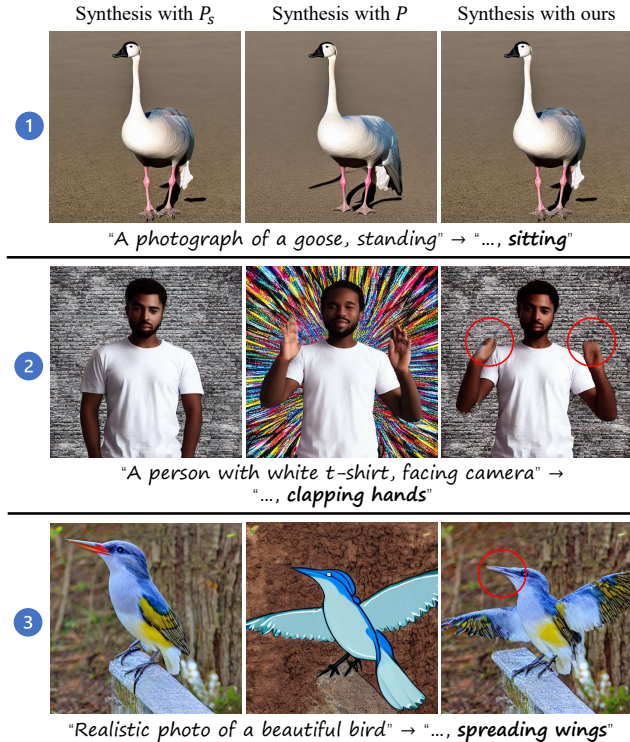 Synthesis with Pₛ Synthesis with P Synthesis with ours
1
"A photograph of a goose, standing" → "..., sitting"
2
"A person with white t-shirt, facing camera" →
"..., clapping hands"
3
"Realistic photo of a beautiful bird" → "..., spreading wings"